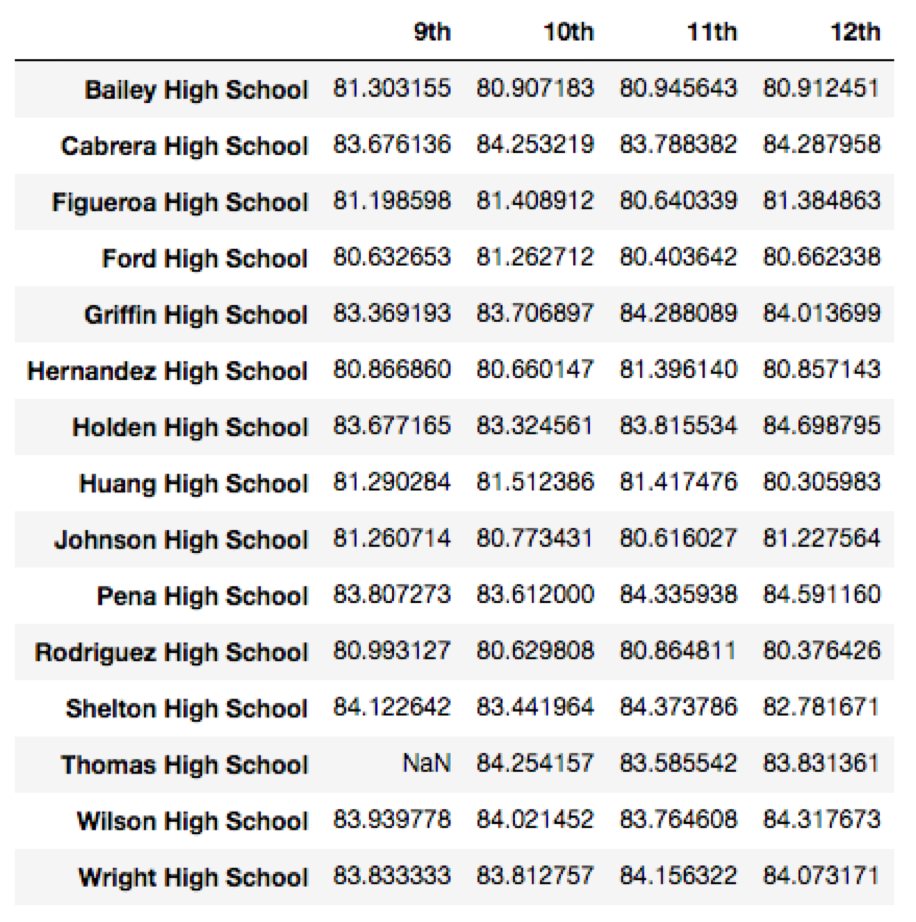 9th 10th 11th 12th
Bailey High School 81.303155 80.907183 80.945643 80.912451
Cabrera High School 83.676136 84.253219 83.788382 84.287958
Figueroa High School 81.198598 81.408912 80.640339 81.384863
Ford High School 80.632653 81.262712 80.403642 80.662338
Griffin High School 83.369193 83.706897 84.288089 84.013699
Hernandez High School 80.866860 80.660147 81.396140 80.857143
Holden High School 83.677165 83.324561 83.815534 84.698795
Huang High School 81.290284 81.512386 81.417476 80.305983
Johnson High School 81.260714 80.773431 80.616027 81.227564
Pena High School 83.807273 83.612000 84.335938 84.591160
Rodriguez High School 80.993127 80.629808 80.864811 80.376426
Shelton High School 84.122642 83.441964 84.373786 82.781671
Thomas High School NaN 84.254157 83.585542 83.831361
Wilson High School 83.939778 84.021452 83.764608 84.317673
Wright High School 83.833333 83.812757 84.156322 84.073171